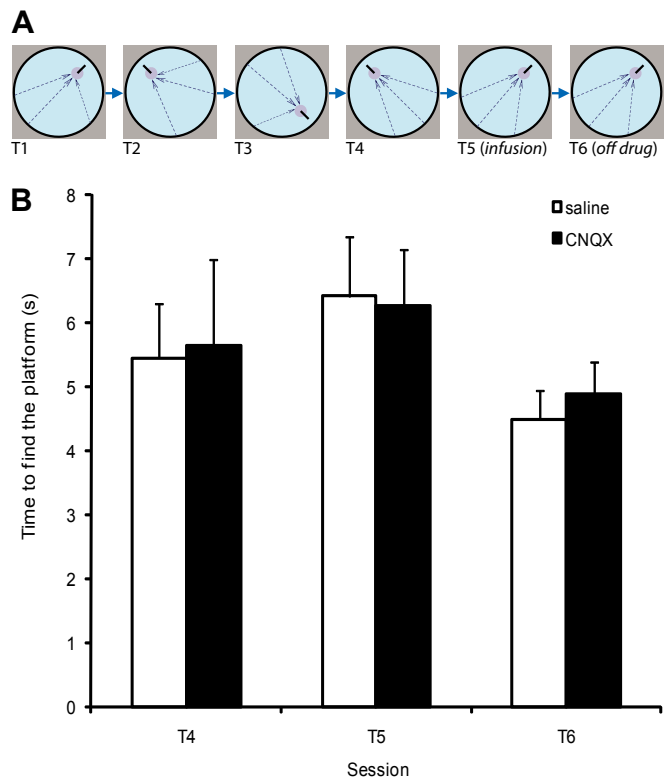 A
T1 T2 T3 T4 T5 (infusion) T6 (off drug)
B
saline
CNQX
Time to find the platform (s)
8
7
6
5
4
3
2
1
0
T4 T5 T6
Session